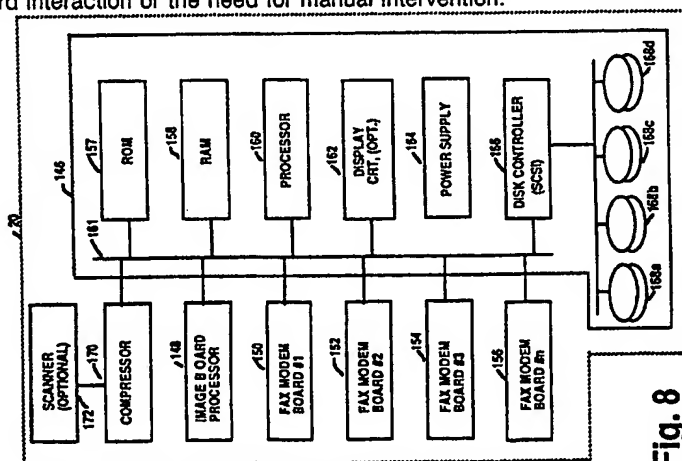 rd interaction or the need for manual intervention.
20
146
157
ROM
158
RAM
160
PROCESSOR
162
DISPLAY
CRT, (OPT.)
164
POWER SUPPLY
166
DISK CONTROLLER
(SCSI)
161
SCANNER
(OPTIONAL)
172
170
COMPRESSOR
148
IMAGE B OARD
PROCESSOR
150
FAX MODEM
BOARD #1
152
FAX MODEM
BOARD #2
154
FAX MODEM
BOARD #3
156
FAX MODEM
BOARD #n
168a
168b
168c
168d
Fig. 8